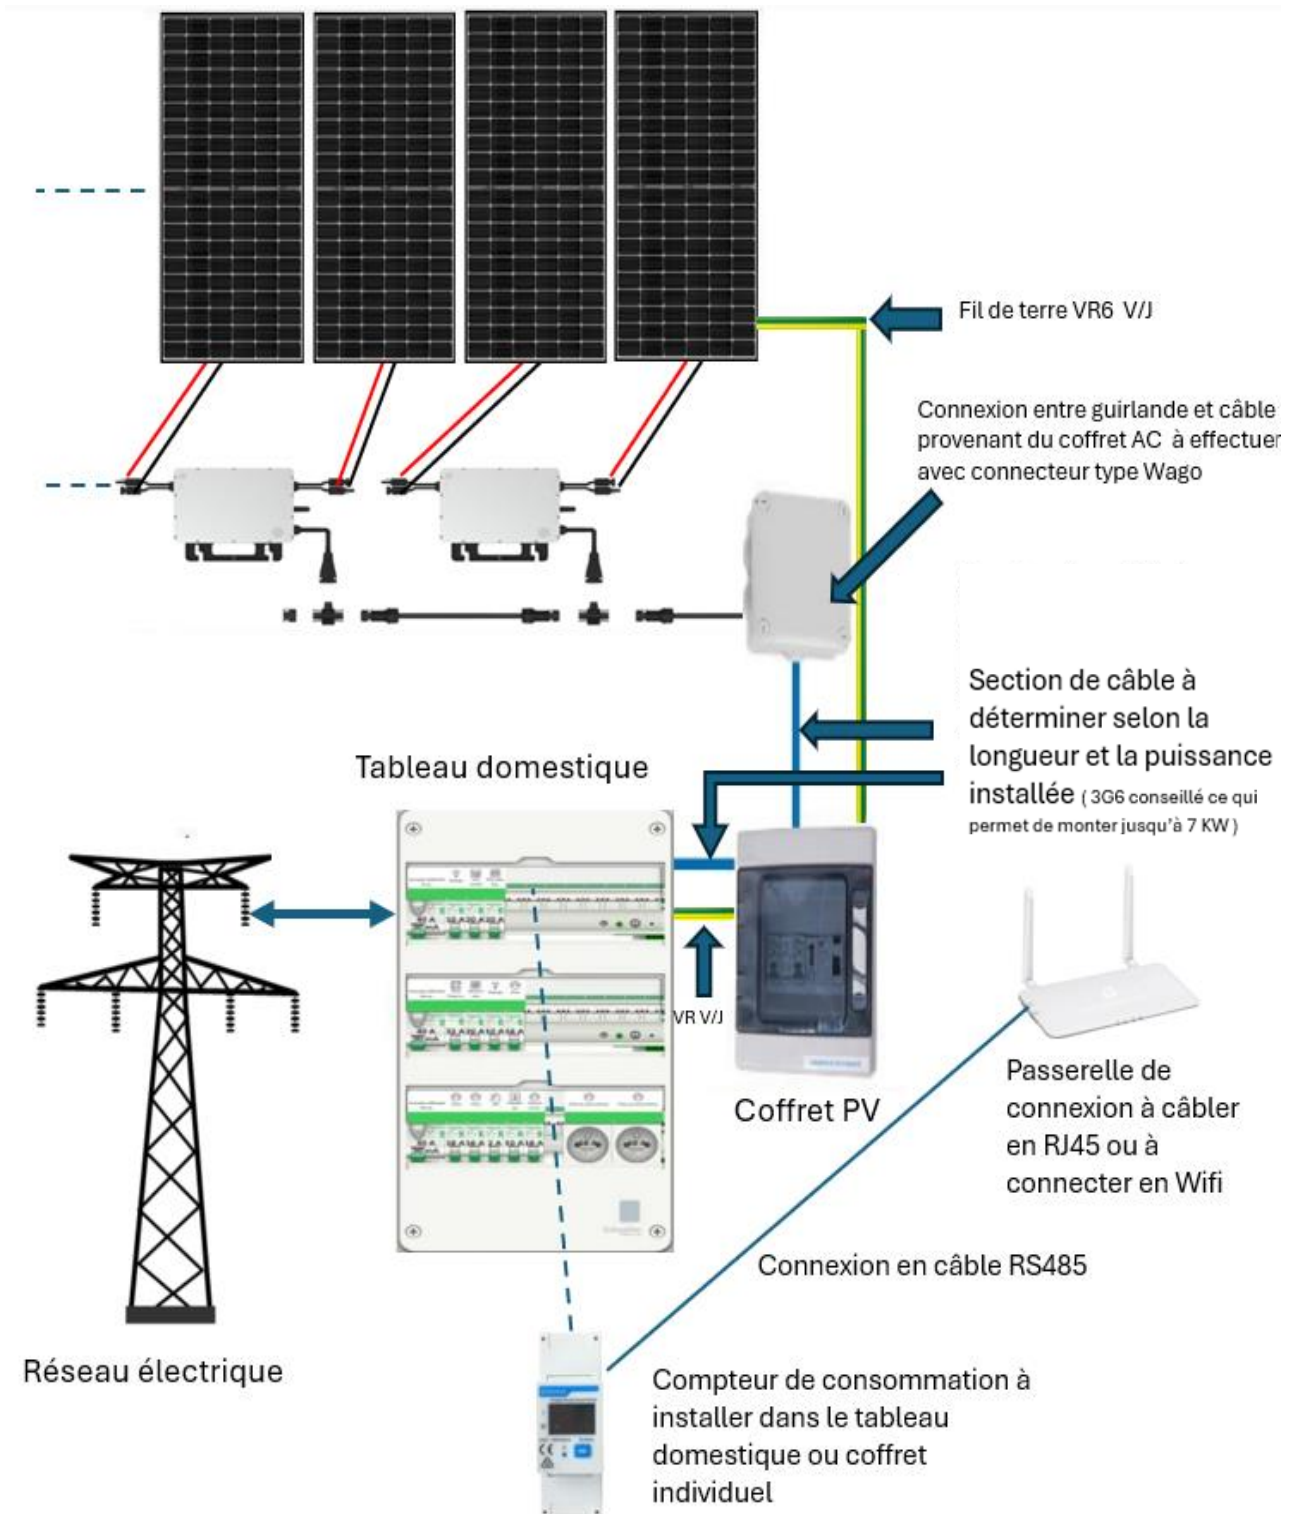 Fil de terre VR6 V/J
Connexion entre guirlande et câble
provenant du coffret AC à effectuer
avec connecteur type Wago
Section de câble à
déterminer selon la
longueur et la puissance
installée ( 3G6 conseillé ce qui
permet de monter jusqu'à 7 KW )
Tableau domestique
VR V/J
Coffret PV
Passerelle de
connexion à câbler
en RJ45 ou à
connecter en Wifi
Connexion en câble RS485
Réseau électrique
Compteur de consommation à
installer dans le tableau
domestique ou coffret
individuel